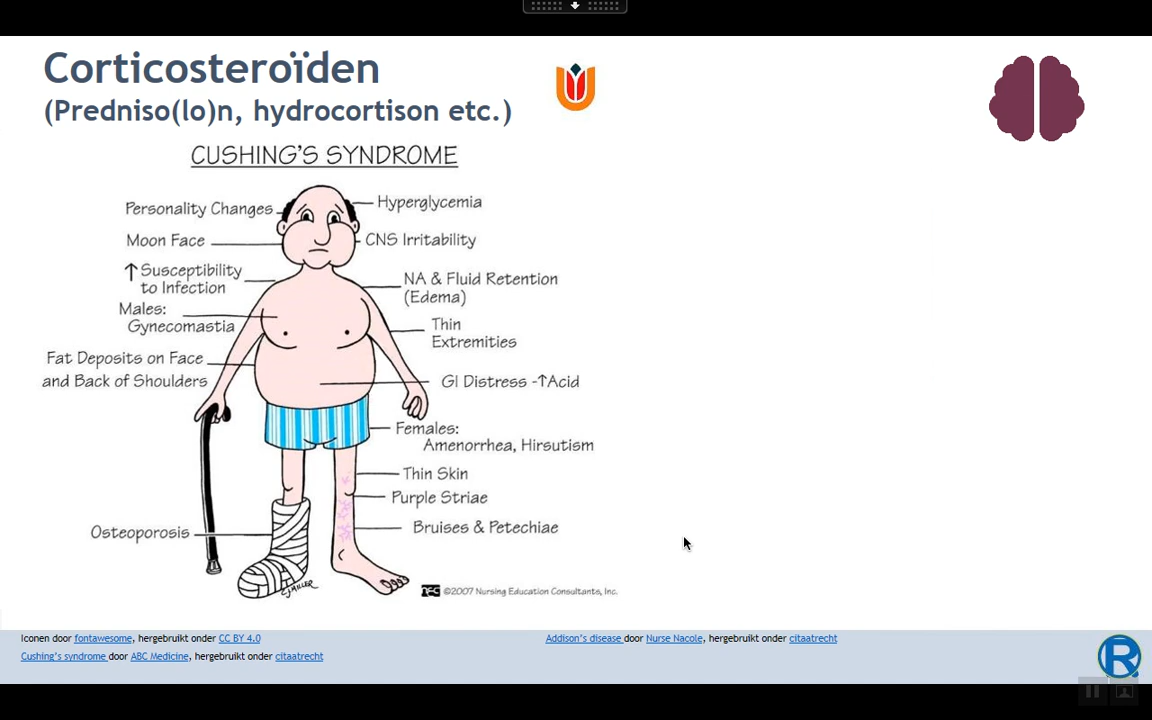 Corticosteroïden
(Predniso(lo)n, hydrocortison etc.)
CUSHING'S SYNDROME
Personality Changes
Hyperglycemia
Moon Face
CNS Irritability
↑ Susceptibility
to Infection
NA & Fluid Retention
(Edema)
Males:
Gynecomastia
Thin
Extremities
Fat Deposits on Face
and Back of Shoulders
GI Distress -↑Acid
Females:
Amenorrhea, Hirsutism
Thin Skin
Purple Striae
Bruises & Petechiae
Osteoporosis
J.MILLER
nec ©2007 Nursing Education Consultants, Inc.
Iconen door fontawesome, hergebruikt onder CC BY 4.0
Cushing's syndrome door ABC Medicine, hergebruikt onder citaatrecht
Addison's disease door Nurse Nacole, hergebruikt onder citaatrecht
R